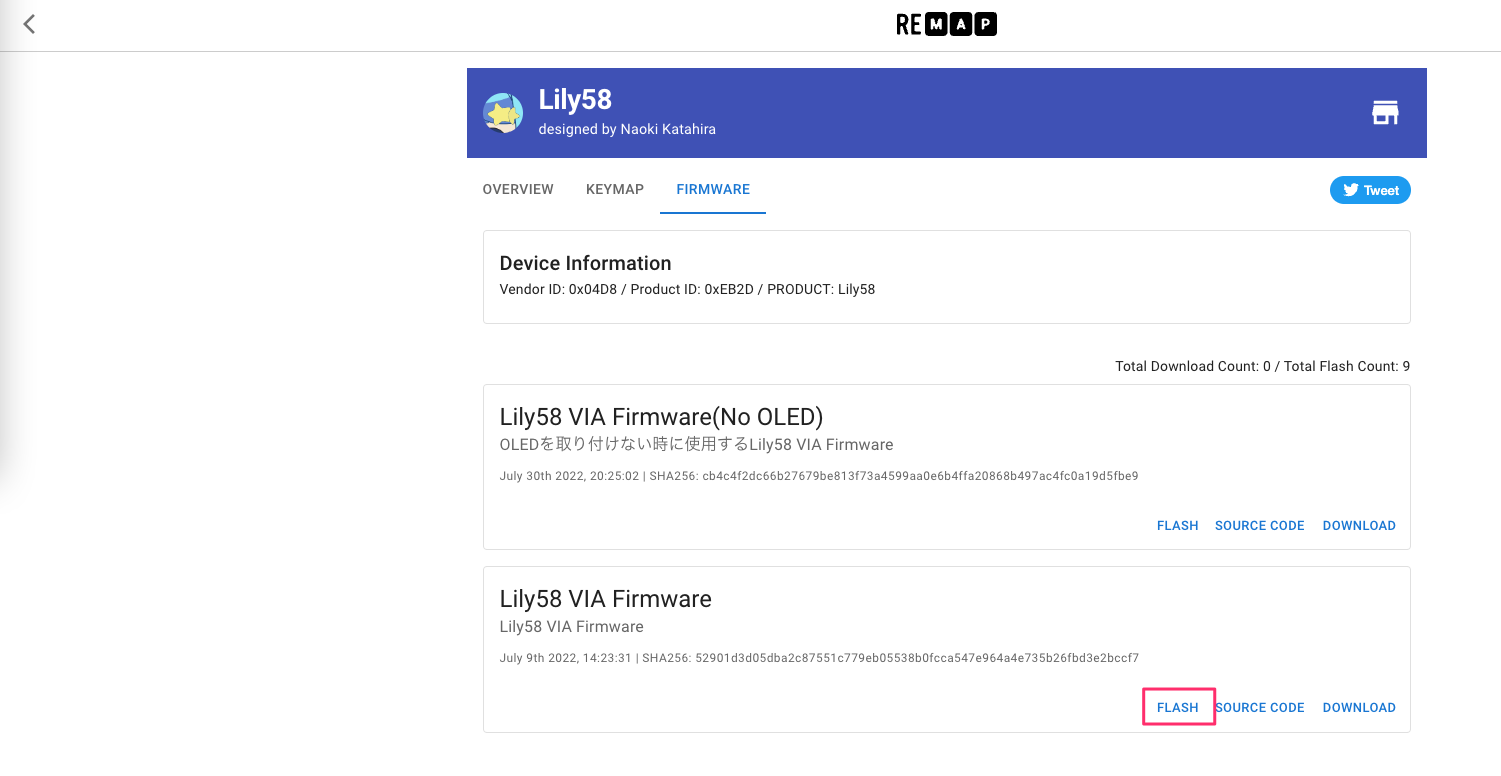 REMAP
Lily58
designed by Naoki Katahira
OVERVIEW KEYMAP FIRMWARE Tweet
Device Information
Vendor ID: 0x04D8 / Product ID: 0xEB2D / PRODUCT: Lily58
Total Download Count: 0 / Total Flash Count: 9
Lily58 VIA Firmware(No OLED)
OLEDを取り付けない時に使用するLily58 VIA Firmware
July 30th 2022, 20:25:02 | SHA256: cb4c4f2dc66b27679be813f73a4599aa0e6b4ffa20868b497ac4fc0a19d5fbe9
FLASH SOURCE CODE DOWNLOAD
Lily58 VIA Firmware
Lily58 VIA Firmware
July 9th 2022, 14:23:31 | SHA256: 52901d3d05dba2c87551c779eb05538b0fcca547e964a4e735b26fbd3e2bccf7
FLASH SOURCE CODE DOWNLOAD